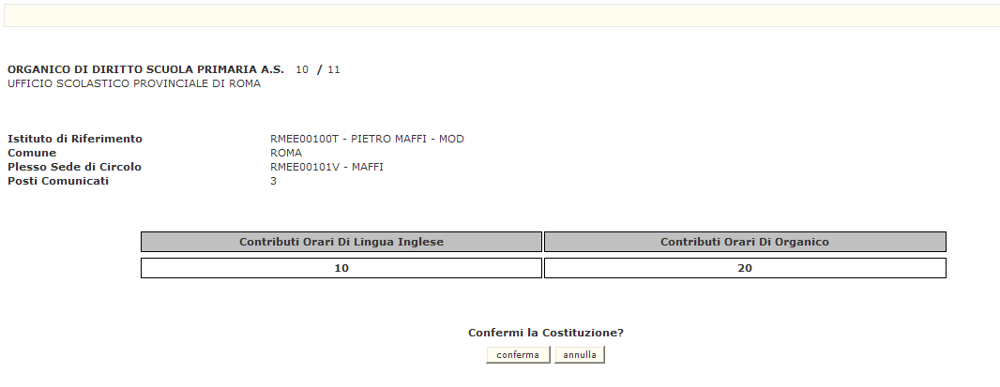 ORGANICO DI DIRITTO SCUOLA PRIMARIA A.S. 10 / 11
UFFICIO SCOLASTICO PROVINCIALE DI ROMA
Istituto di Riferimento RMEE00100T - PIETRO MAFFI - MOD
Comune ROMA
Plesso Sede di Circolo RMEE00101V - MAFFI
Posti Comunicati 3
Contributi Orari Di Lingua Inglese Contributi Orari Di Organico
10 20
Confermi la Costituzione?
conferma annulla